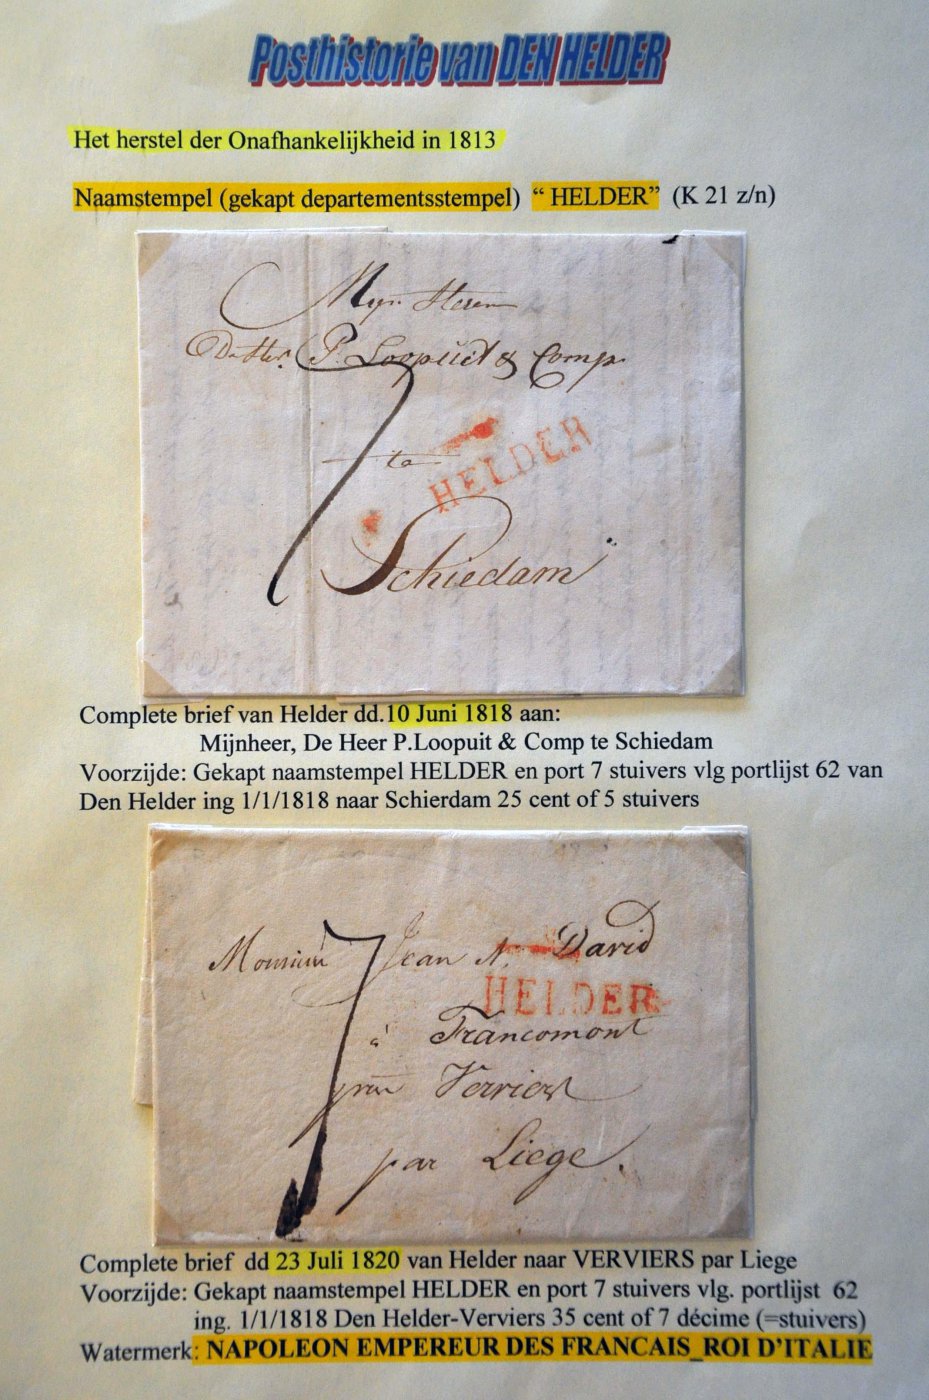 Posthistorie van DEN HELDER
Het herstel der Onafhankelijkheid in 1813
Naamstempel (gekapt departementsstempel) “ HELDER” (K 21 z/n)
Mijn Heeren
De Hr. P. Loopuit & Comp.
7
te
HELDER
Schiedam
Complete brief van Helder dd.10 Juni 1818 aan:
Mijnheer, De Heer P.Loopuit & Comp te Schiedam
Voorzijde: Gekapt naamstempel HELDER en port 7 stuivers vlg portlijst 62 van
Den Helder ing 1/1/1818 naar Schierdam 25 cent of 5 stuivers
7
Monsieur Jean N. David
HELDER
à Francomont
près Verviers
par Liege.
Complete brief dd 23 Juli 1820 van Helder naar VERVIERS par Liege
Voorzijde: Gekapt naamstempel HELDER en port 7 stuivers vlg. portlijst 62
ing. 1/1/1818 Den Helder-Verviers 35 cent of 7 décime (=stuivers)
Watermerk: NAPOLEON EMPEREUR DES FRANCAIS_ROI D’ITALIE